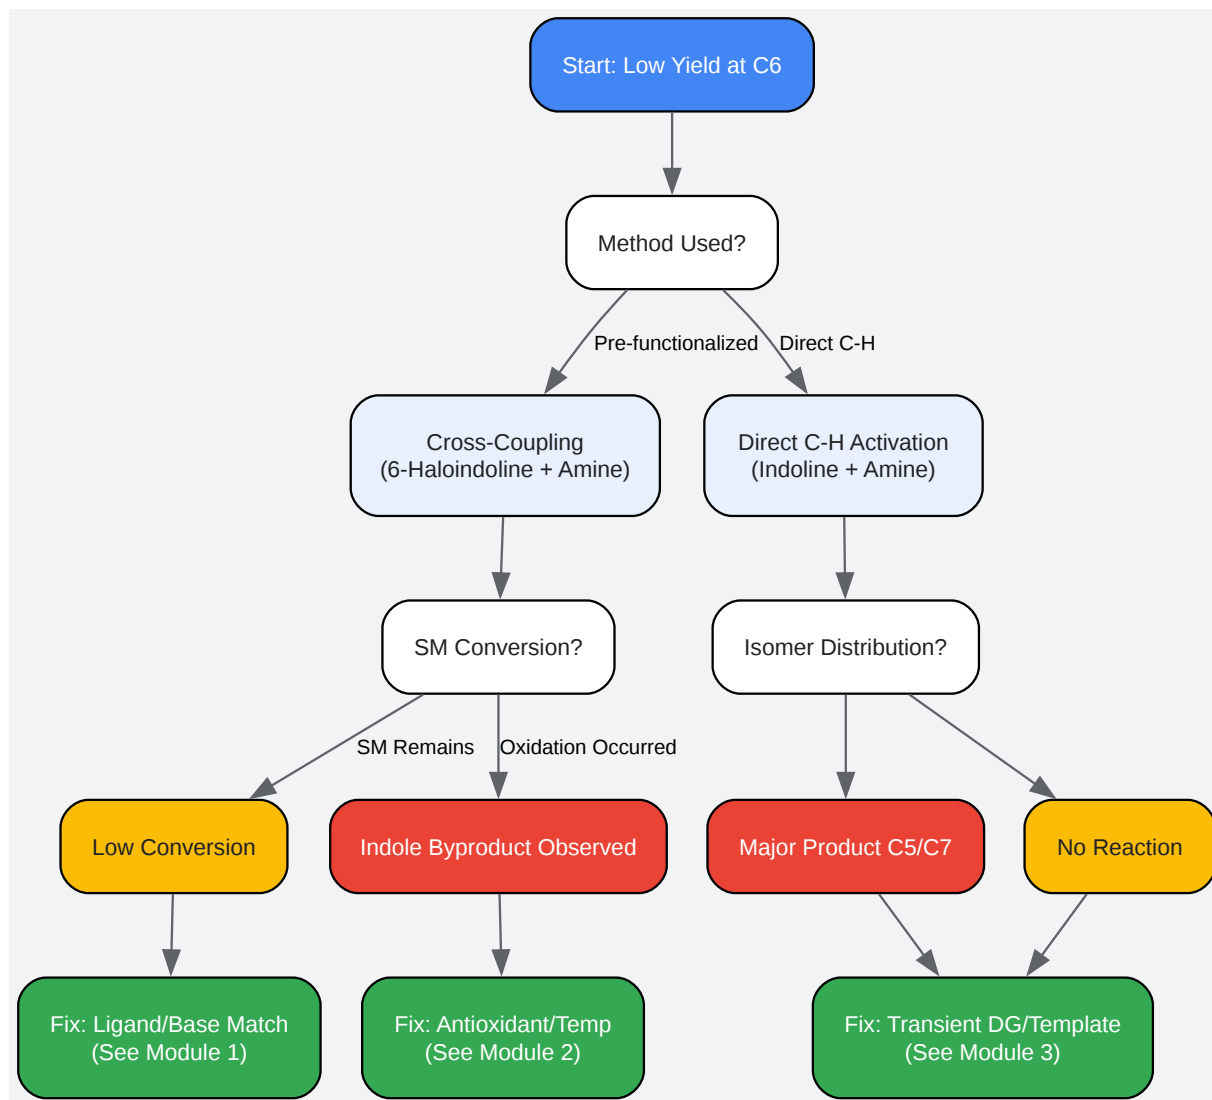 Start: Low Yield at C6
Method Used?
Pre-functionalized
Direct C-H
Cross-Coupling
(6-Haloindoline + Amine)
Direct C-H Activation
(Indoline + Amine)
SM Conversion?
Isomer Distribution?
SM Remains
Oxidation Occurred
Low Conversion
Indole Byproduct Observed
Major Product C5/C7
No Reaction
Fix: Ligand/Base Match
(See Module 1)
Fix: Antioxidant/Temp
(See Module 2)
Fix: Transient DG/Template
(See Module 3)